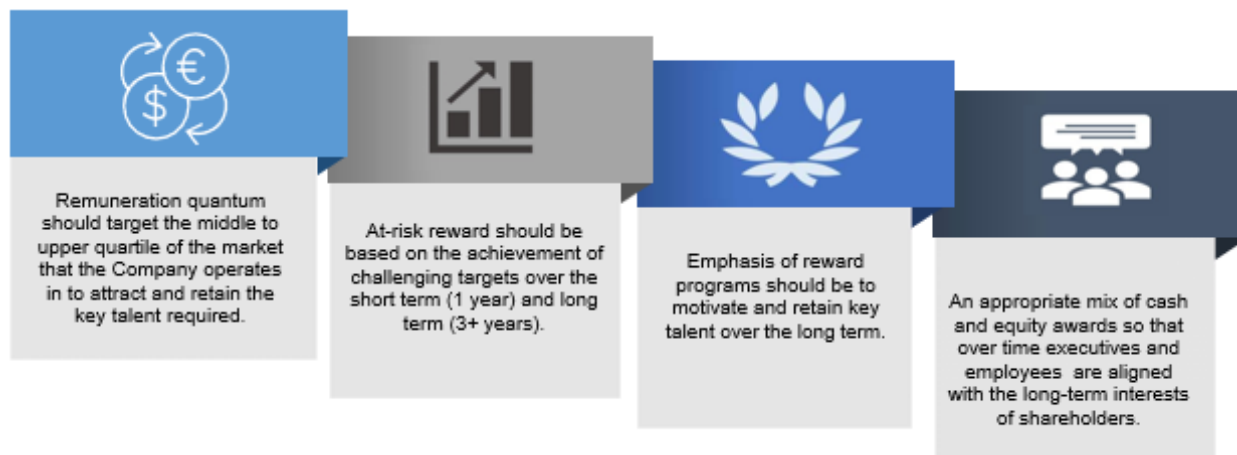 €
$
Remuneration quantum
should target the middle to
upper quartile of the market
that the Company operates
in to attract and retain the
key talent required.
At-risk reward should be
based on the achievement of
challenging targets over the
short term (1 year) and long
term (3+ years).
Emphasis of reward
programs should be to
motivate and retain key
talent over the long term.
An appropriate mix of cash
and equity awards so that
over time executives and
employees are aligned
with the long-term interests
of shareholders.